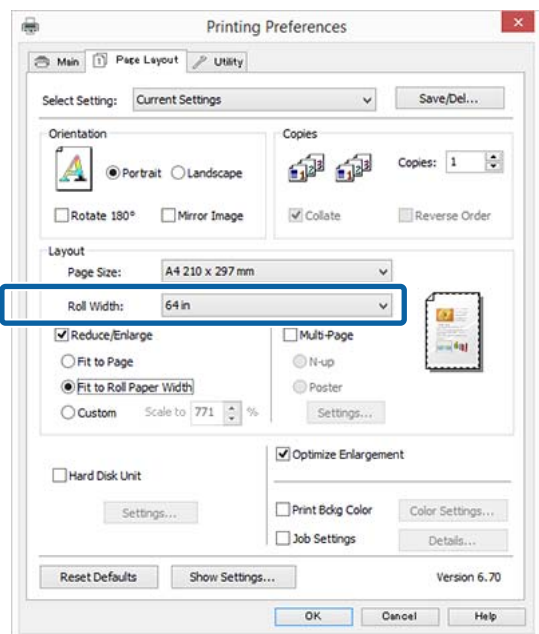 Printing Preferences
Main Page Layout Utility
Select Setting: Current Settings Save/Del...
Orientation Copies
Portrait Landscape Copies: 1
Rotate 180° Mirror Image Collate Reverse Order
Layout
Page Size: A4 210 x 297 mm
Roll Width: 64 in
Reduce/Enlarge Multi-Page
Fit to Page N-up
Fit to Roll Paper Width Poster
Custom Scale to 771 % Settings...
Optimize Enlargement
Hard Disk Unit
Settings... Print Bckg Color Color Settings...
Job Settings Details...
Reset Defaults Show Settings... Version 6.70
OK Cancel Help